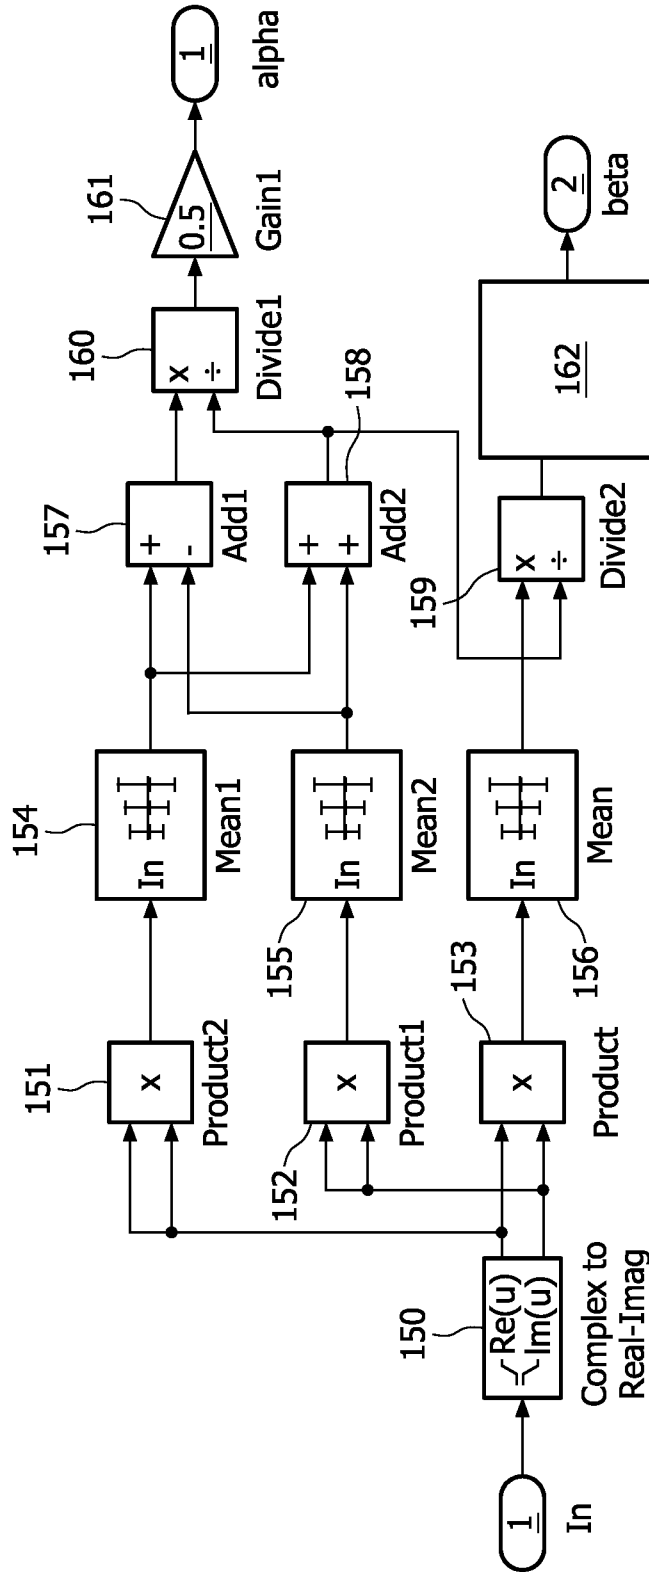 1
In
150
Re(u)
Im(u)
Complex to
Real-Imag
151
x
Product2
152
x
Product1
153
x
Product
154
In
Mean1
155
In
Mean2
156
In
Mean
157
+
-
Add1
158
+
+
Add2
159
x
÷
Divide2
160
x
÷
Divide1
161
0.5
Gain1
162
1
alpha
2
beta